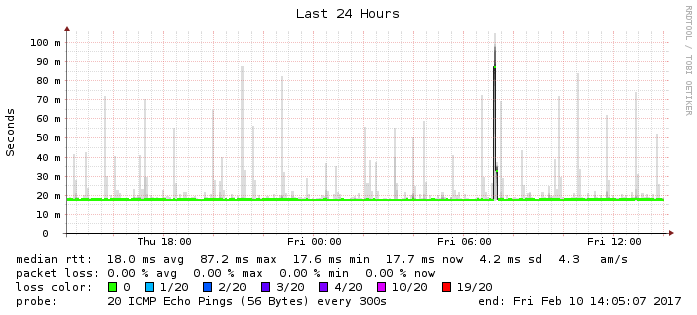 Last 24 Hours
RRDTOOL / TOBI OETIKER
Seconds
100 m
90 m
80 m
70 m
60 m
50 m
40 m
30 m
20 m
10 m
0
Thu 18:00 Fri 00:00 Fri 06:00 Fri 12:00
median rtt: 18.0 ms avg 87.2 ms max 17.6 ms min 17.7 ms now 4.2 ms sd 4.3 am/s
packet loss: 0.00 % avg 0.00 % max 0.00 % min 0.00 % now
loss color: 0 1/20 2/20 3/20 4/20 10/20 19/20
probe: 20 ICMP Echo Pings (56 Bytes) every 300s end: Fri Feb 10 14:05:07 2017